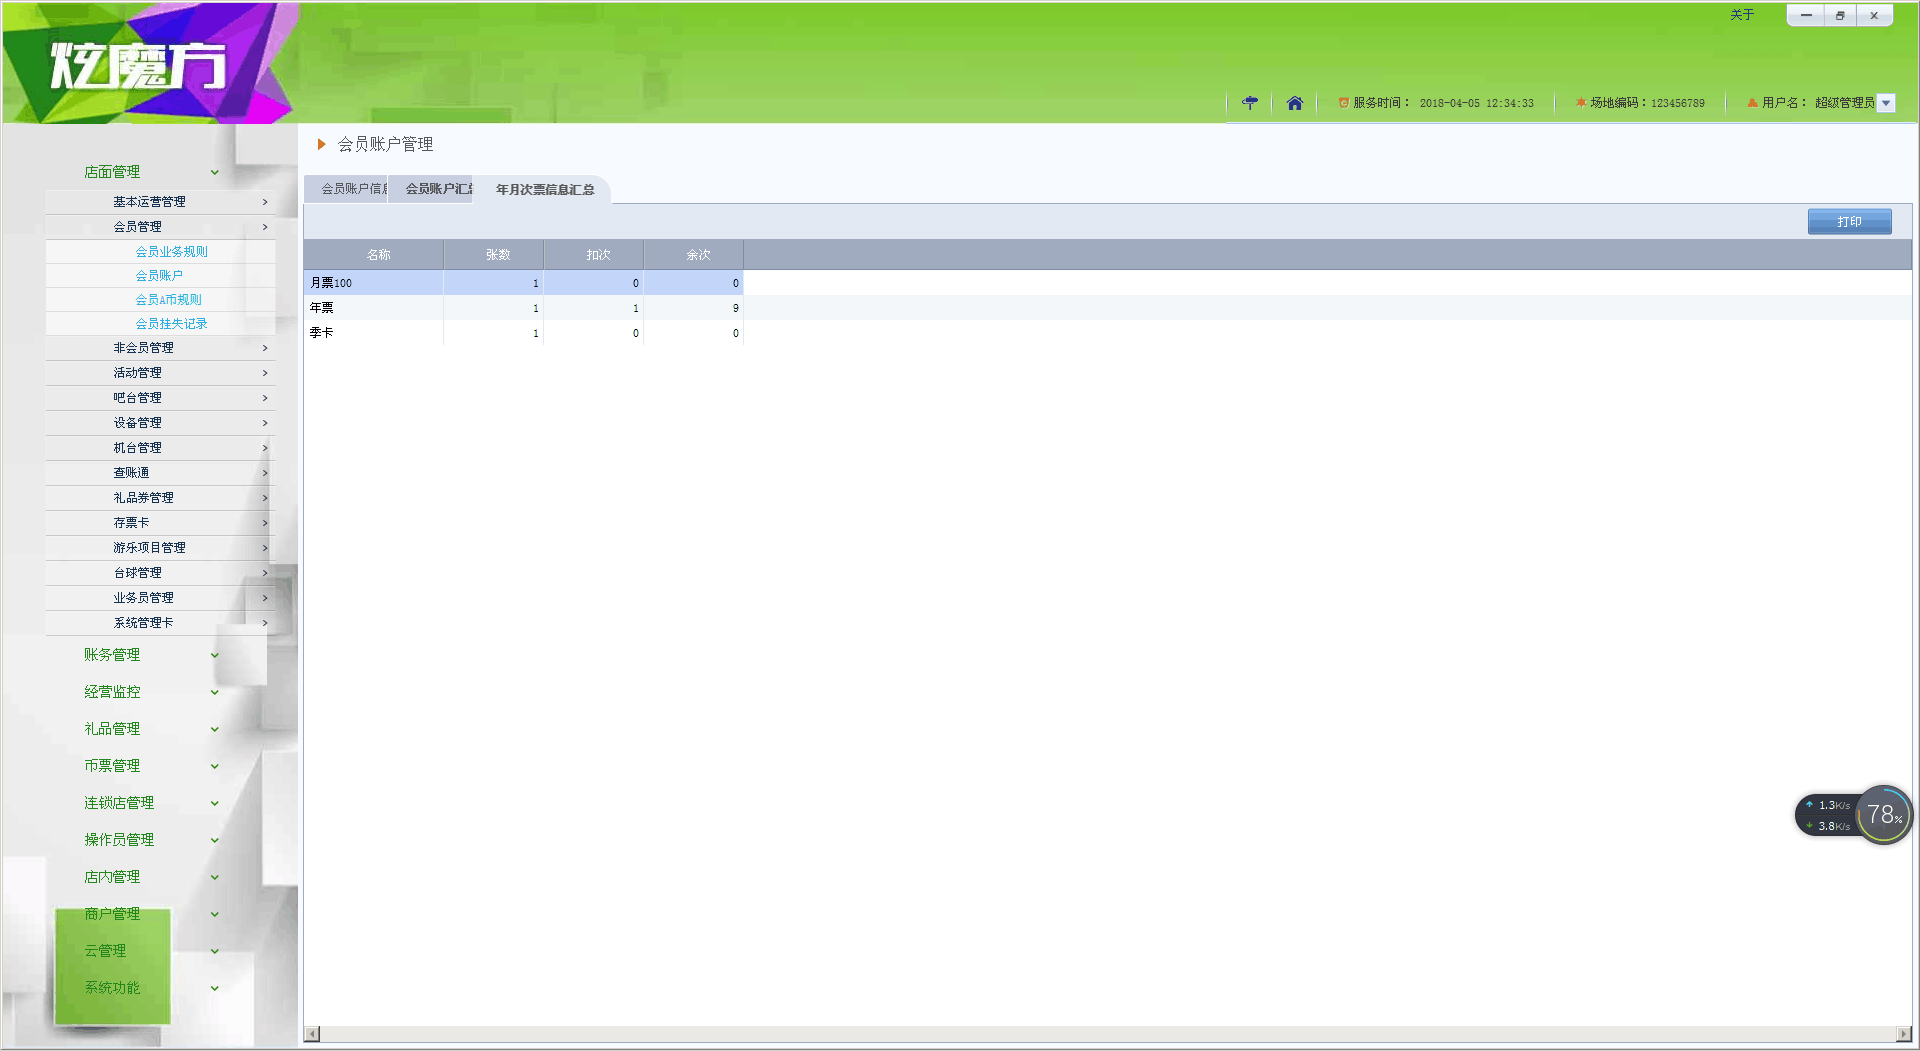 关于
炫魔方
服务时间： 2018-04-05 12:34:33 场地编码：123456789 用户名： 超级管理员
会员账户管理
会员账户信息 会员账户汇总 年月次票信息汇总
打印
名称 张数 扣次 余次
月票100 1 0 0
年票 1 1 9
季卡 1 0 0
店面管理
基本运营管理
会员管理
会员业务规则
会员账户
会员A币规则
会员挂失记录
非会员管理
活动管理
吧台管理
设备管理
机台管理
查账通
礼品券管理
存票卡
游乐项目管理
台球管理
业务员管理
系统管理卡
账务管理
经营监控
礼品管理
币票管理
连锁店管理
操作员管理
店内管理
商户管理
云管理
系统功能
1.3K/s
3.8K/s
78%